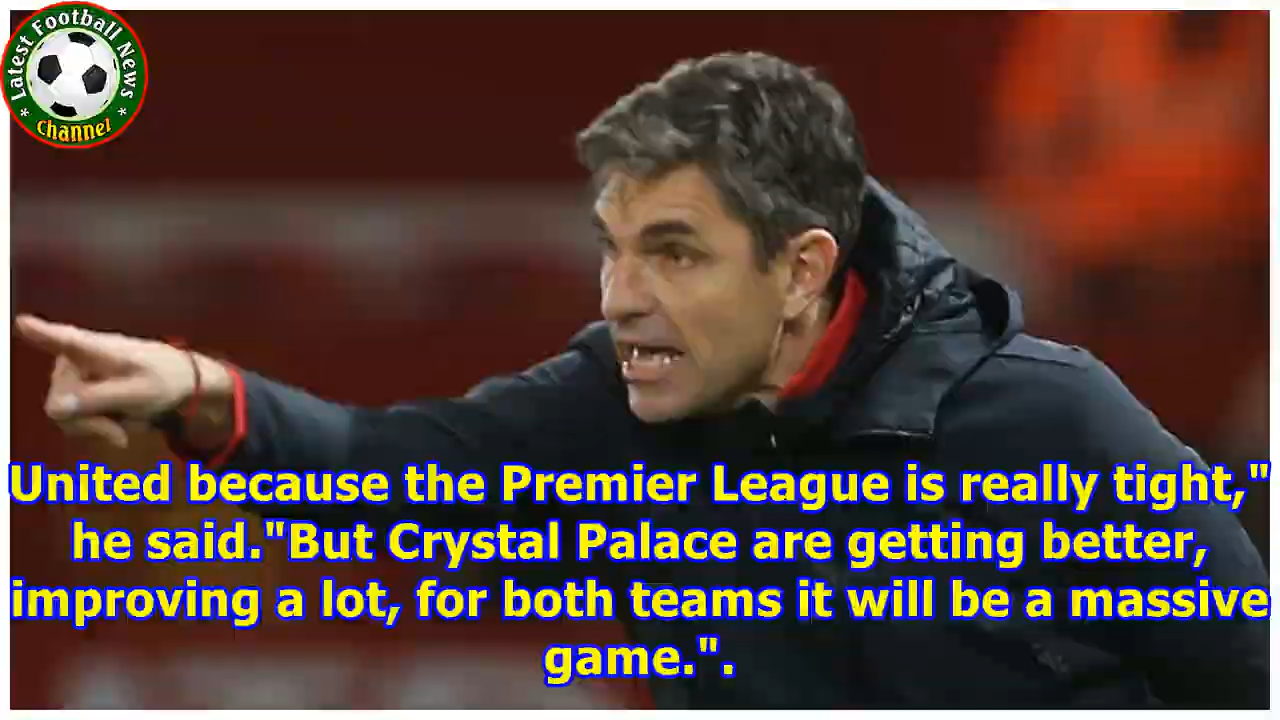 Latest Football News
* Channel *
United because the Premier League is really tight,"
he said."But Crystal Palace are getting better,
improving a lot, for both teams it will be a massive
game.".